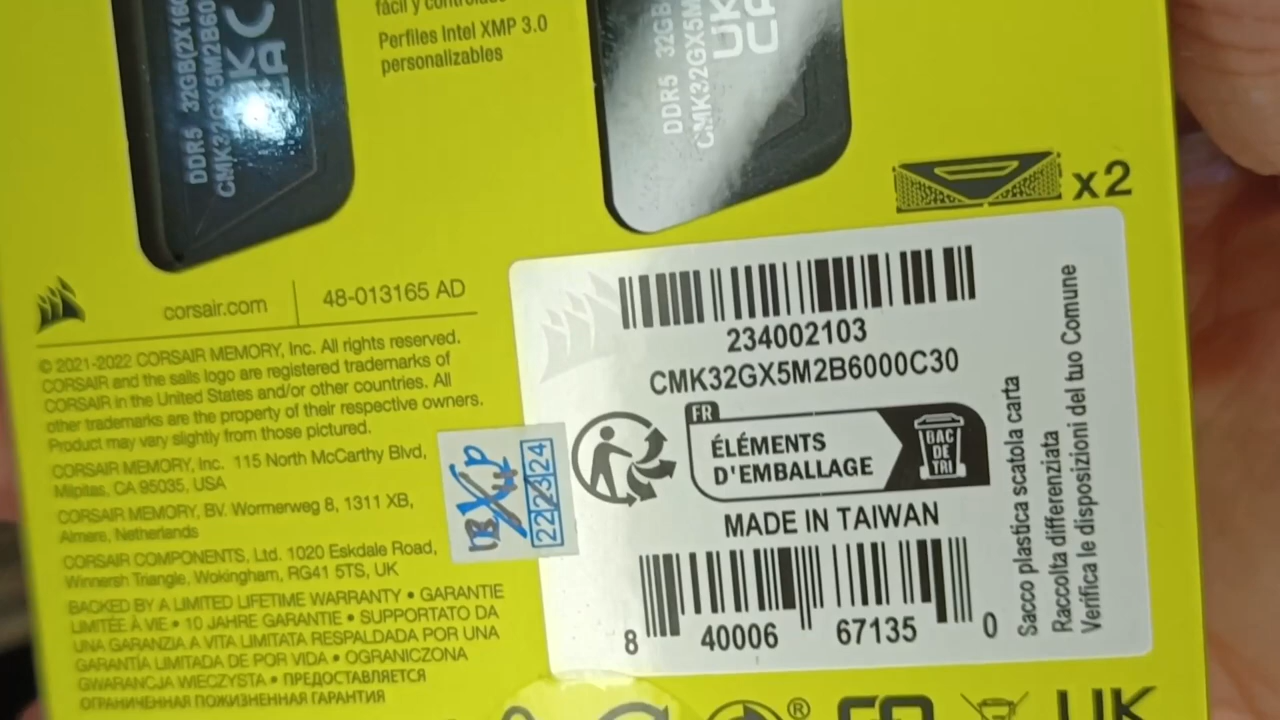 fácil y
Perfiles Intel XMP 3.0
personalizables
DDR5 32GB(2X16G
CMK32GX5M2B60
UK
CA
DDR5 32GB
CMK32GX5M
UK
CA
x2
corsair.com
48-013165 AD
© 2021-2022 CORSAIR MEMORY, Inc. All rights reserved.
CORSAIR and the sails logo are registered trademarks of
CORSAIR in the United States and/or other countries. All
other trademarks are the property of their respective owners.
Product may vary slightly from those pictured.
CORSAIR MEMORY, Inc. 115 North McCarthy Blvd,
Milpitas, CA 95035, USA
CORSAIR MEMORY, BV. Wormerweg 8, 1311 XB,
Almere, Netherlands
CORSAIR COMPONENTS, Ltd. 1020 Eskdale Road,
Winnersh Triangle, Wokingham, RG41 5TS, UK
BACKED BY A LIMITED LIFETIME WARRANTY • GARANTIE
LIMITÉE À VIE • 10 JAHRE GARANTIE • SUPPORTATO DA
UNA GARANZIA A VITA LIMITATA RESPALDADA POR UNA
GARANTÍA LIMITADA DE POR VIDA • OGRANICZONA
GWARANCJA WIECZYSTA • ПРЕДОСТАВЛЯЕТСЯ
ОГРАНИЧЕННАЯ ПОЖИЗНЕННАЯ ГАРАНТИЯ
22 23 24
234002103
CMK32GX5M2B6000C30
FR
ÉLÉMENTS
D'EMBALLAGE
BAC
DE
TRI
MADE IN TAIWAN
8 40006 67135 0
Sacco plastica scatola carta
Raccolta differenziata
Verifica le disposizioni del tuo Comune
®
UK